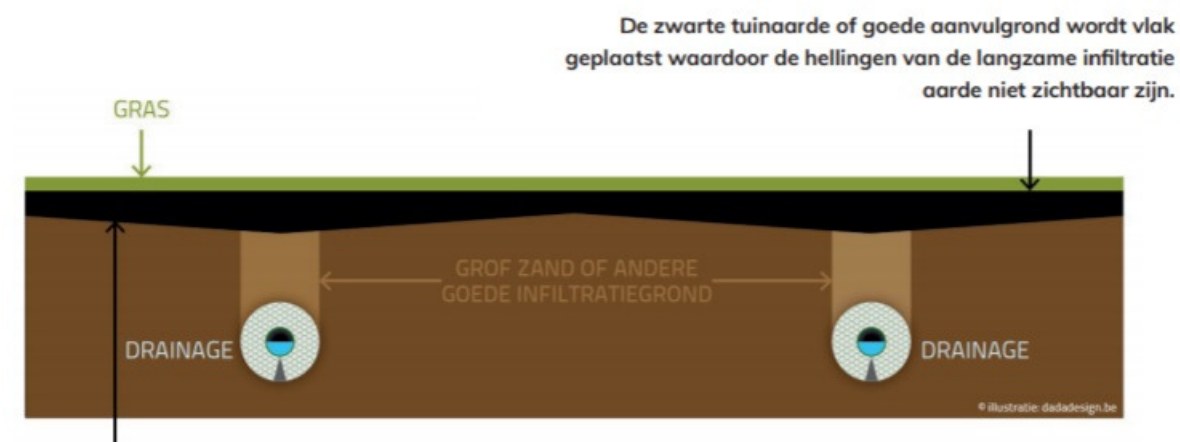 De zwarte tuinaarde of goede aanvulgrond wordt vlak
geplaatst waardoor de hellingen van de langzame infiltratie
aarde niet zichtbaar zijn.
GRAS
GROF ZAND OF ANDERE
GOEDE INFILTRATIEGROND
DRAINAGE
DRAINAGE
© illustratie: dadadesign.be